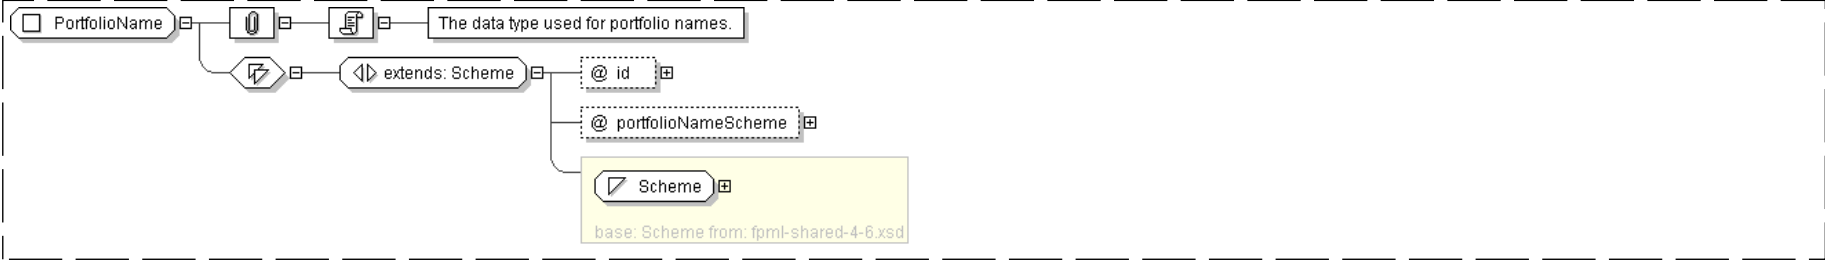 PortfolioName
The data type used for portfolio names.
extends: Scheme
@ id
@ portfolioNameScheme
Scheme
base: Scheme from: fpml-shared-4-6.xsd